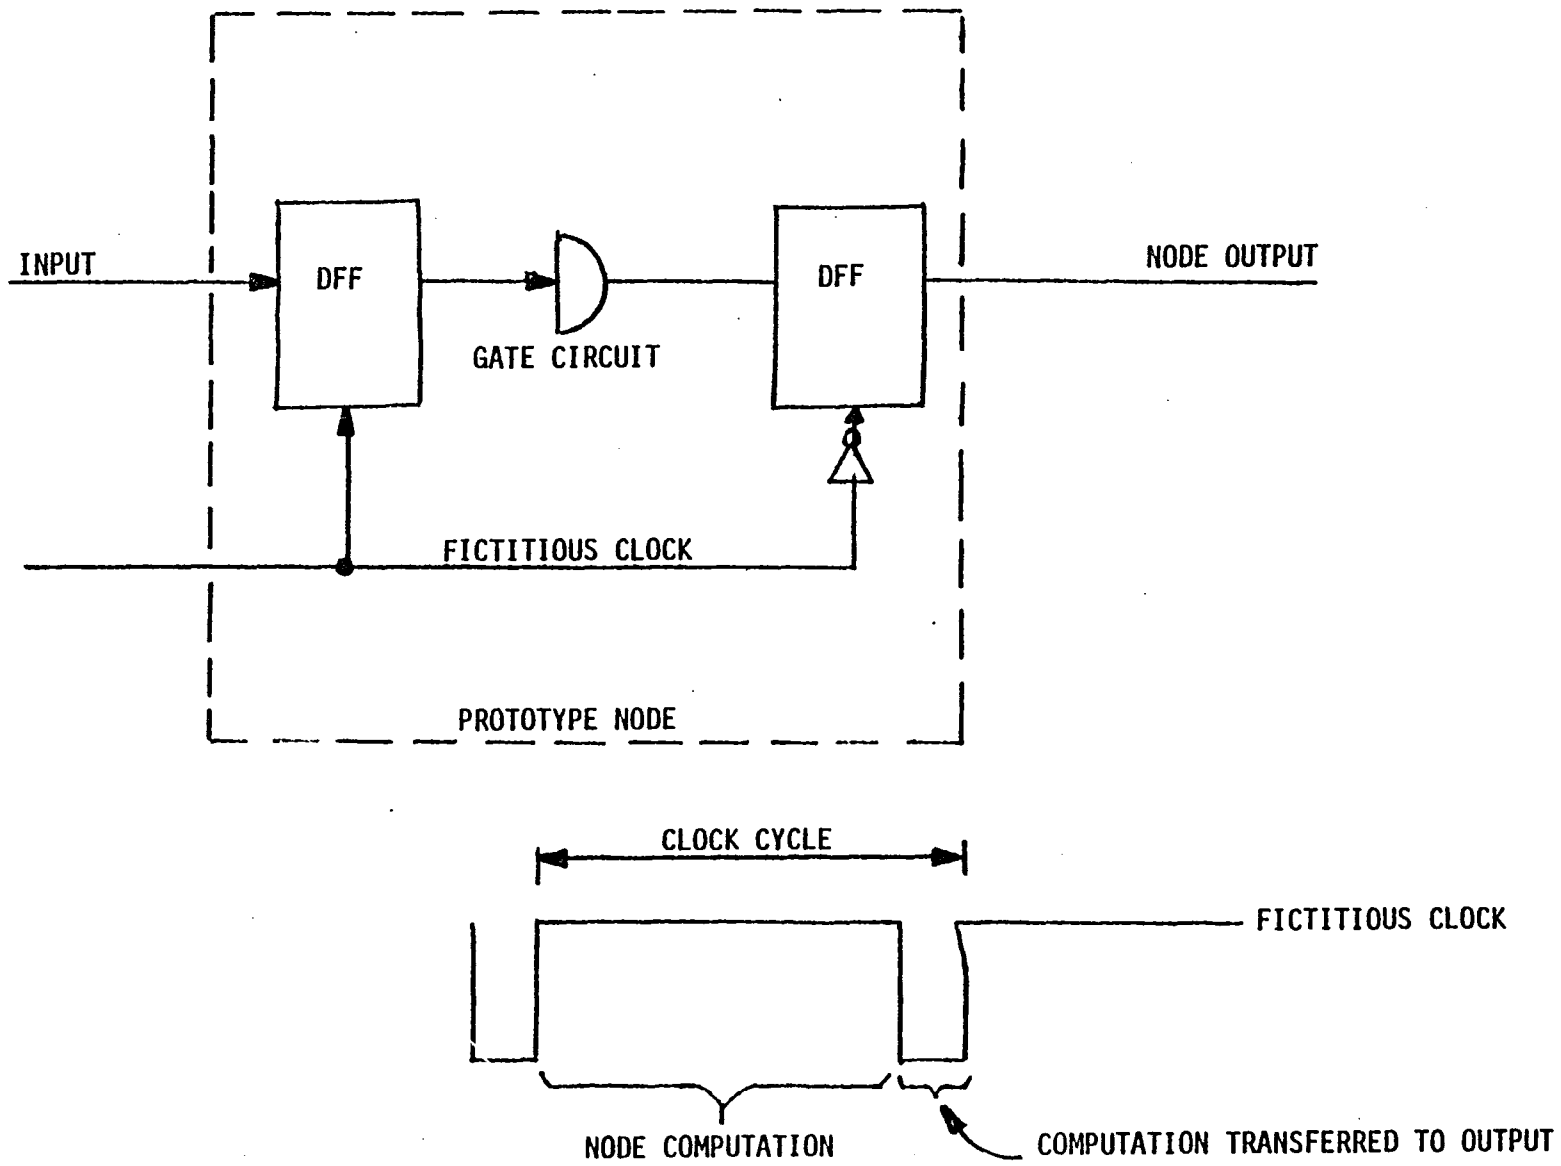 INPUT
DFF
DFF
NODE OUTPUT
GATE CIRCUIT
FICTITIOUS CLOCK
PROTOTYPE NODE
CLOCK CYCLE
FICTITIOUS CLOCK
NODE COMPUTATION
COMPUTATION TRANSFERRED TO OUTPUT